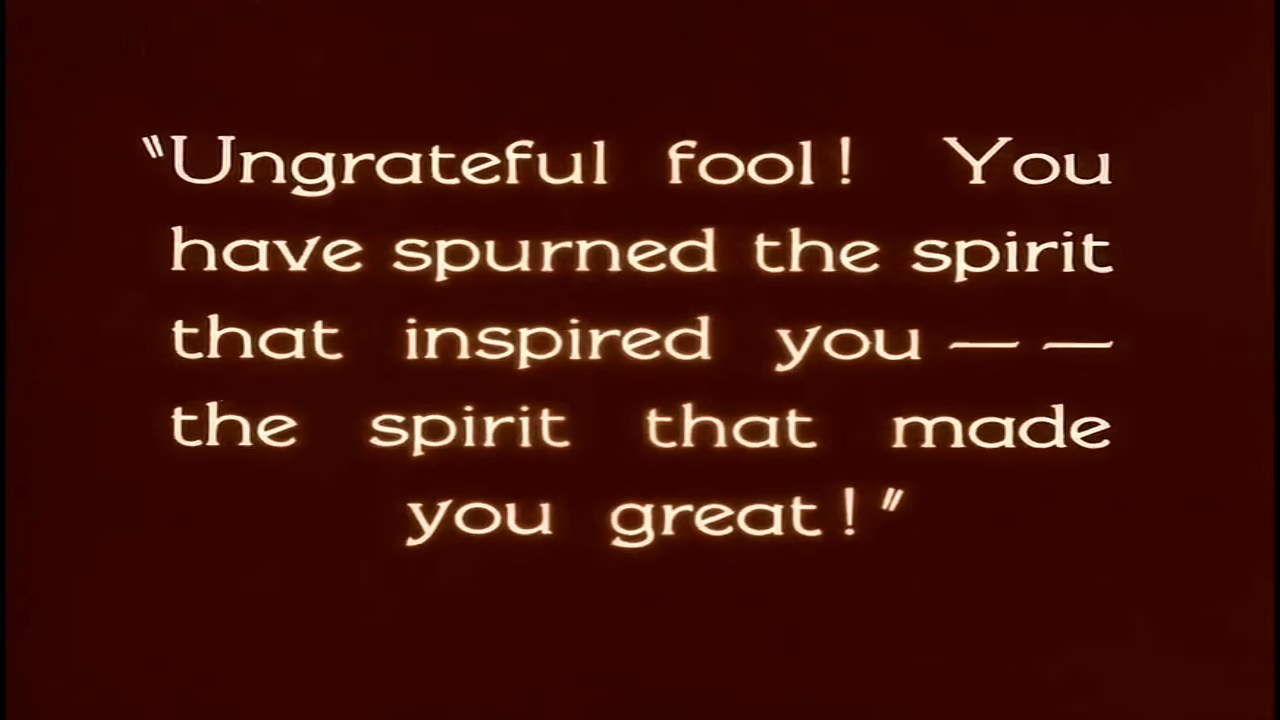 "Ungrateful fool! You
have spurned the spirit
that inspired you — —
the spirit that made
you great!"